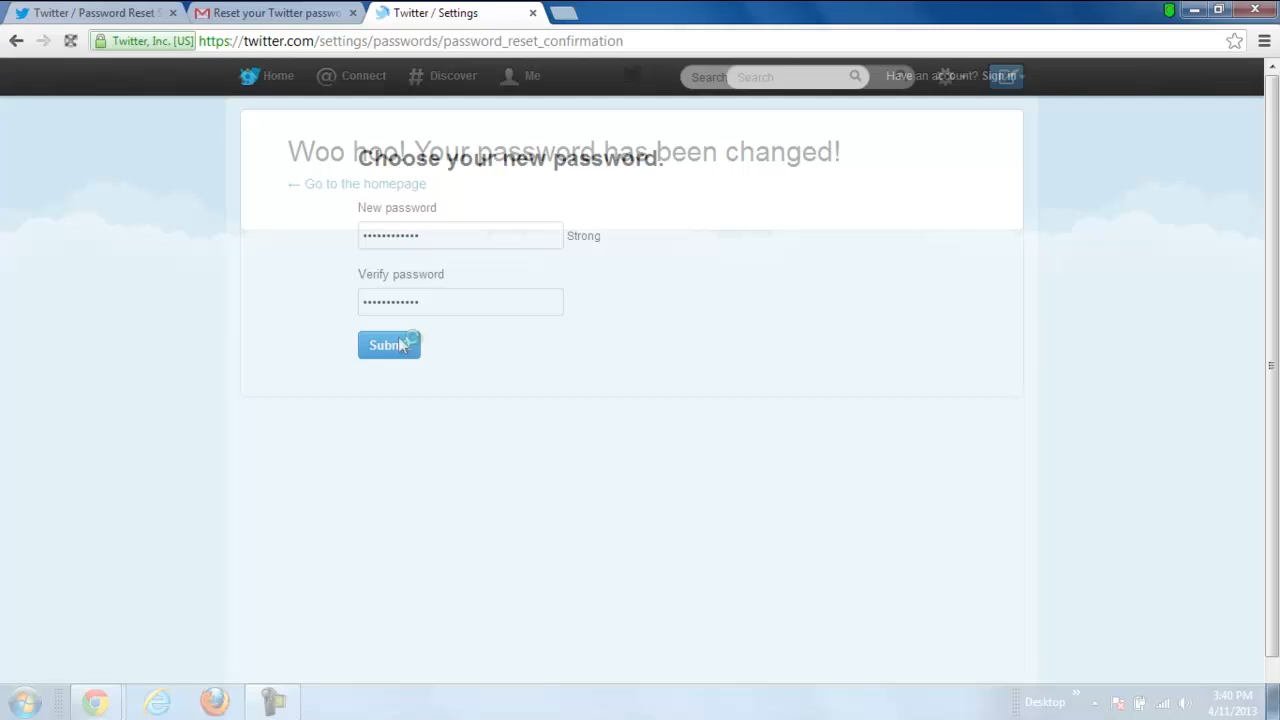 Twitter / Password Reset S
Reset your Twitter passwo
Twitter / Settings
Twitter, Inc. [US]
https://twitter.com/settings/passwords/password_reset_confirmation
Home
Connect
Discover
Me
Search
Search
Have an account? Sign in
Woo hoo! Your password has been changed!
Choose your new password.
← Go to the homepage
New password
•••••••••••• Strong
Verify password
••••••••••••
Submit
Desktop
3:40 PM
4/11/2013